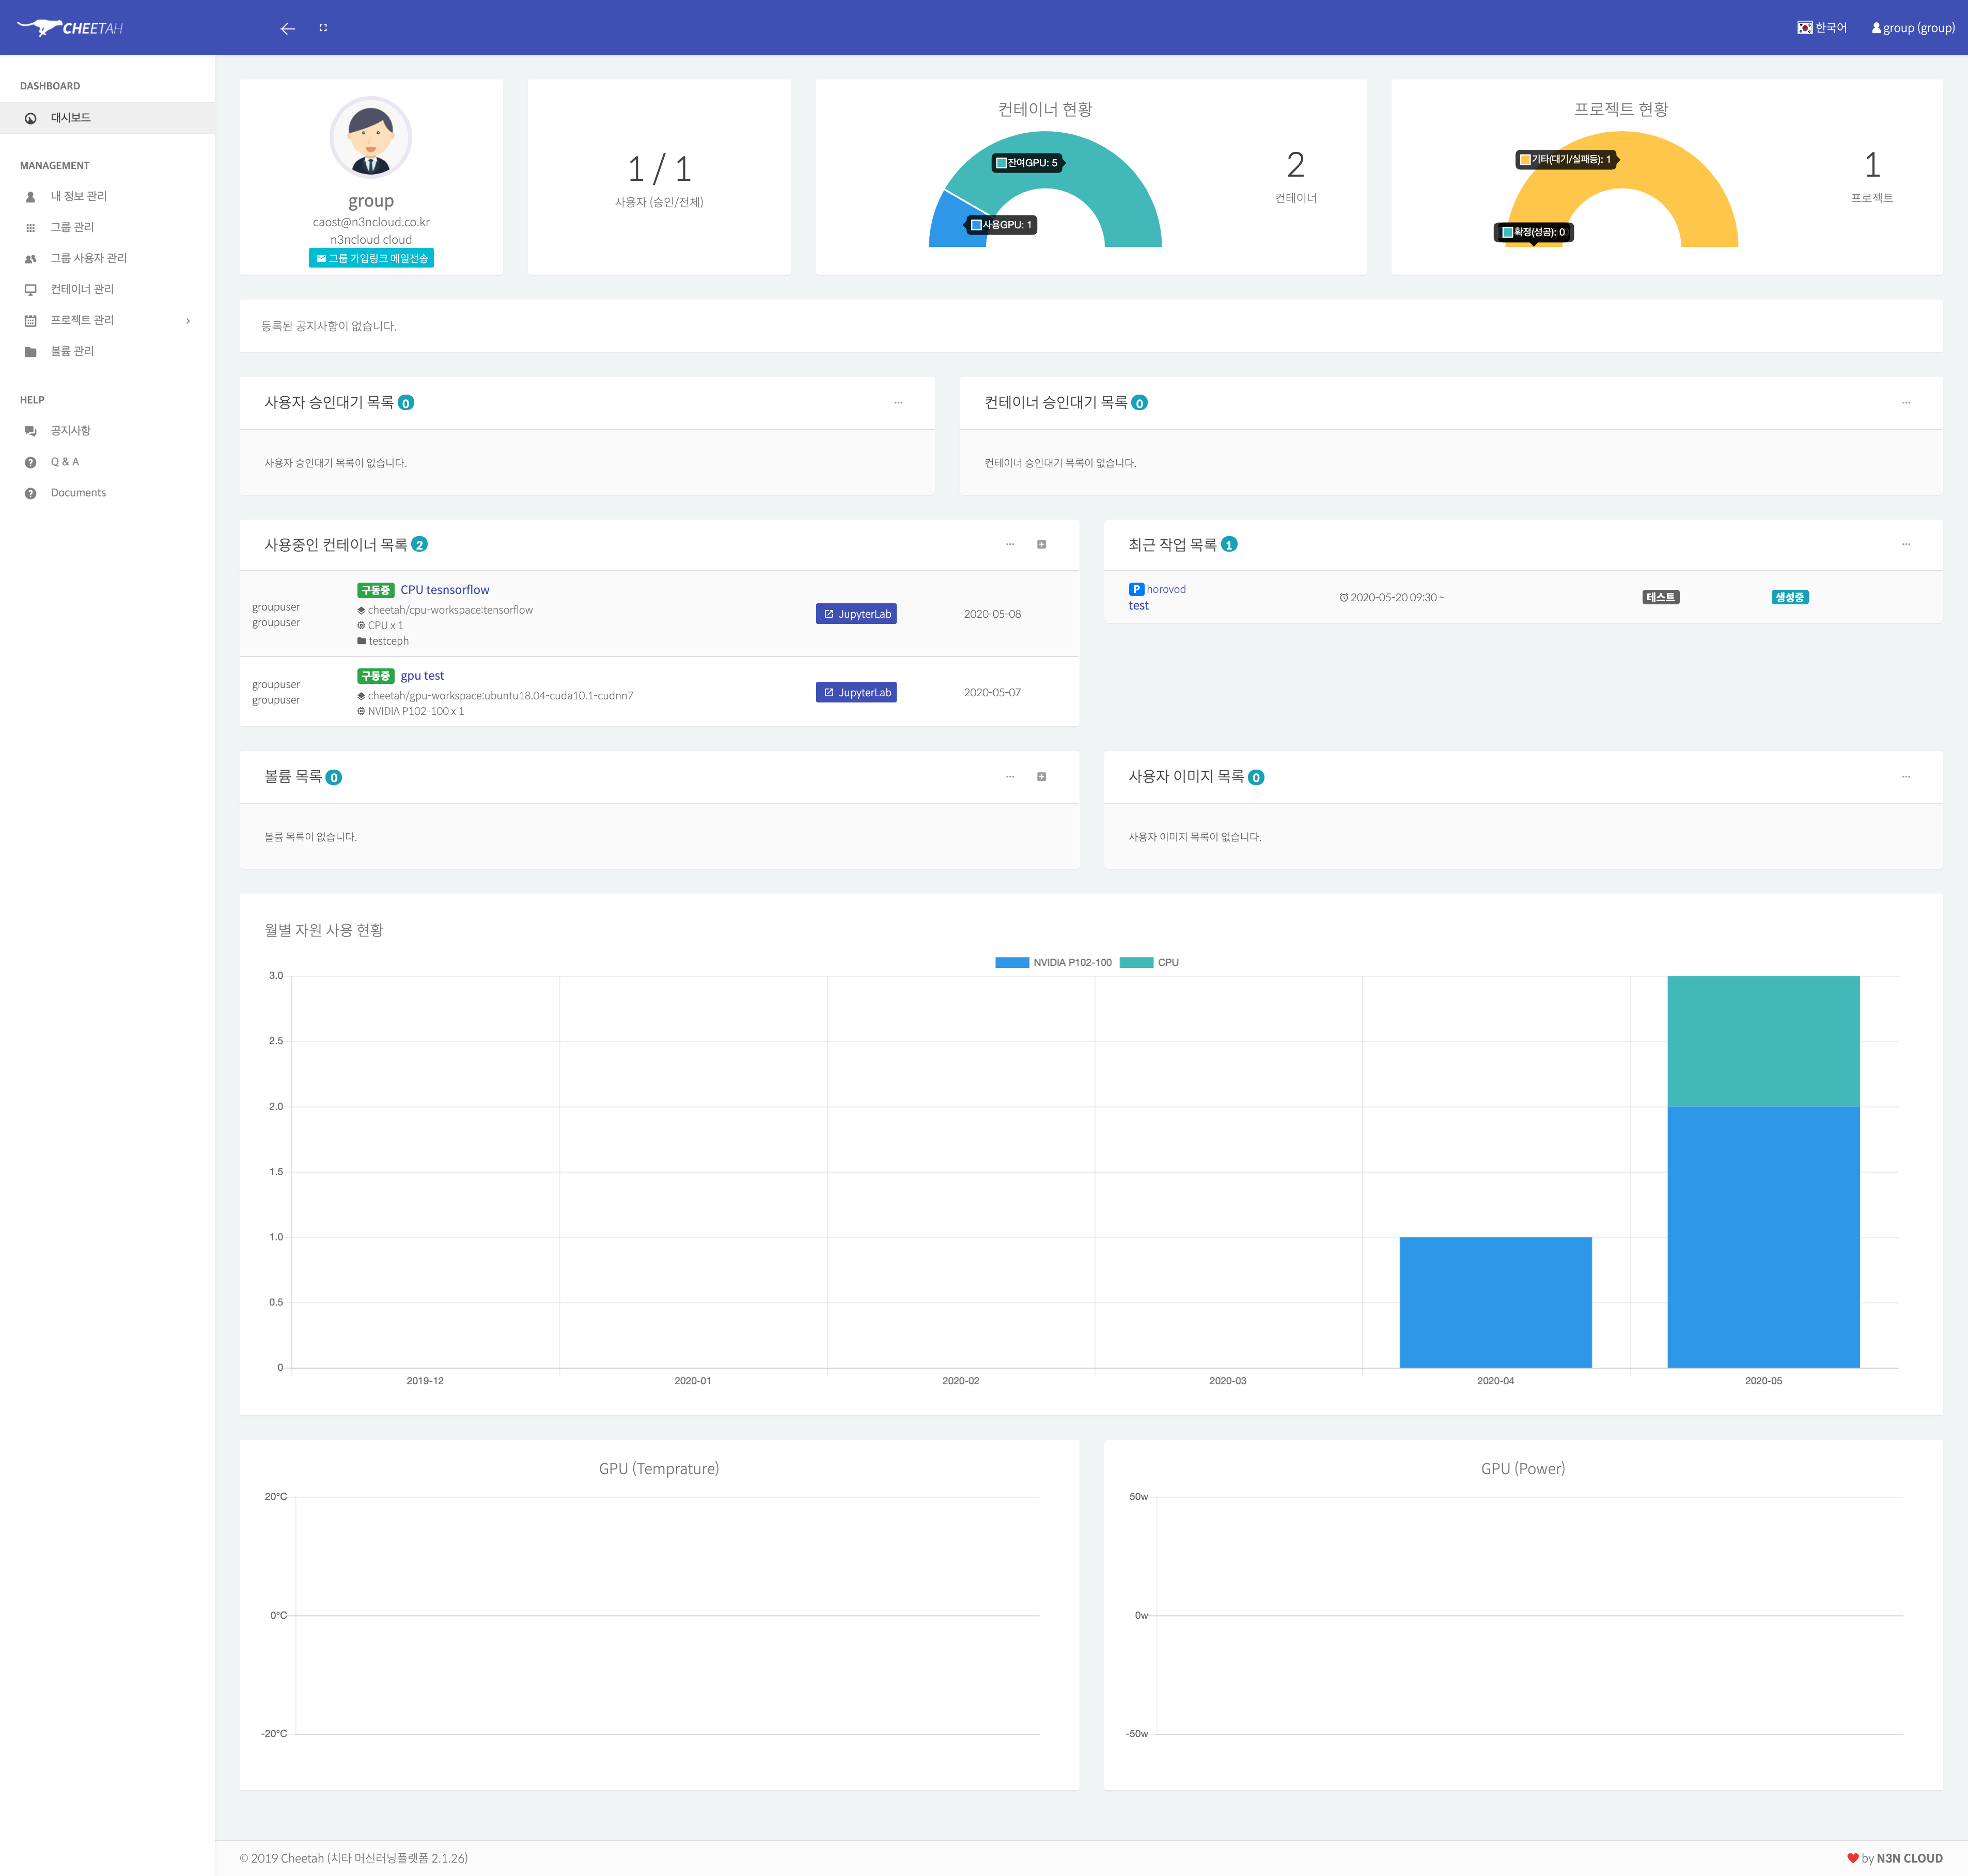 CHEETAH
한국어
group (group)
DASHBOARD
대시보드
MANAGEMENT
내 정보 관리
그룹 관리
그룹 사용자 관리
컨테이너 관리
프로젝트 관리
볼륨 관리
HELP
공지사항
Q & A
Documents
group
caost@n3ncloud.co.kr
n3ncloud cloud
그룹 가입링크 메일전송
1 / 1
사용자 (승인/전체)
컨테이너 현황
잔여GPU: 5
사용GPU: 1
2
컨테이너
프로젝트 현황
기타(대기/실패등): 1
확정(성공): 0
1
프로젝트
등록된 공지사항이 없습니다.
사용자 승인대기 목록 0
사용자 승인대기 목록이 없습니다.
컨테이너 승인대기 목록 0
컨테이너 승인대기 목록이 없습니다.
사용중인 컨테이너 목록 2
groupuser
groupuser
구동중 CPU tesnsorflow
cheetah/cpu-workspace:tensorflow
CPU x 1
testceph
JupyterLab
2020-05-08
groupuser
groupuser
구동중 gpu test
cheetah/gpu-workspace:ubuntu18.04-cuda10.1-cudnn7
NVIDIA P102-100 x 1
JupyterLab
2020-05-07
최근 작업 목록 1
P horovod
test
2020-05-20 09:30 ~
테스트
생성중
볼륨 목록 0
볼륨 목록이 없습니다.
사용자 이미지 목록 0
사용자 이미지 목록이 없습니다.
월별 자원 사용 현황
NVIDIA P102-100 CPU
3.0
2.5
2.0
1.5
1.0
0.5
0
2019-12 2020-01 2020-02 2020-03 2020-04 2020-05
GPU (Temprature)
20°C
0°C
-20°C
GPU (Power)
50w
0w
-50w
© 2019 Cheetah (치타 머신러닝플랫폼 2.1.26)
by N3N CLOUD